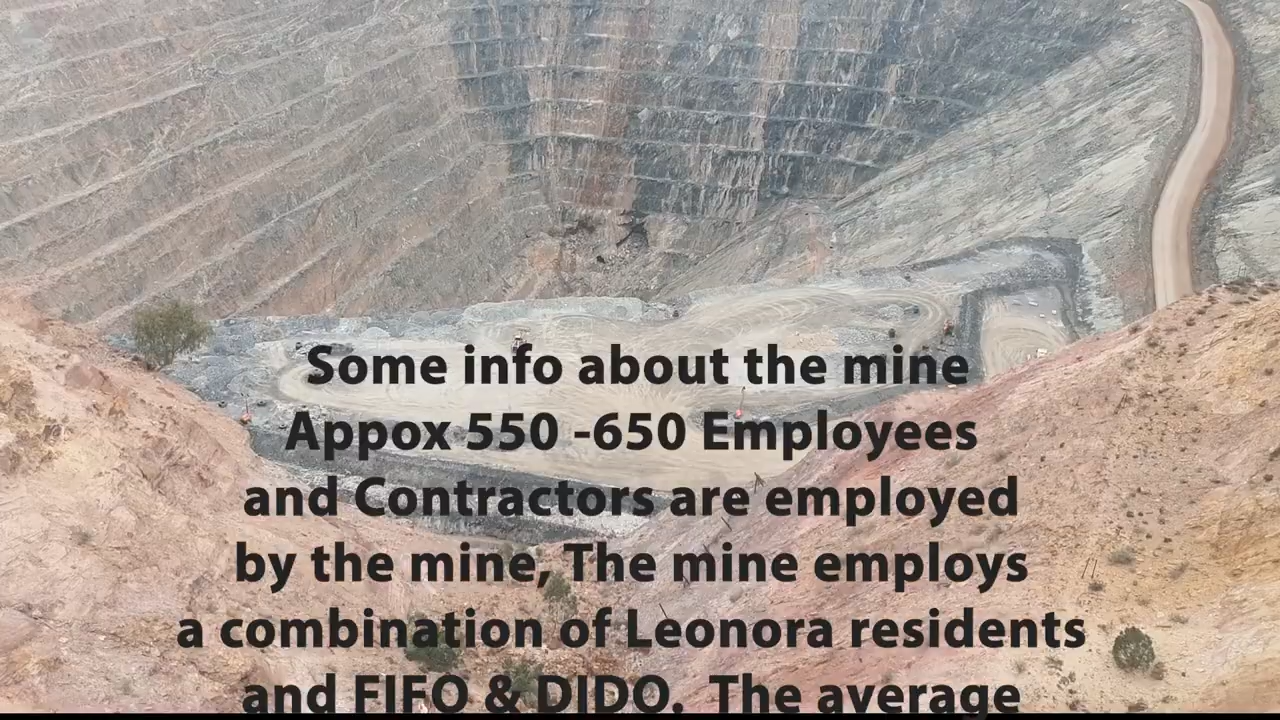 Some info about the mine
Appox 550 -650 Employees
and Contractors are employed
by the mine, The mine employs
a combination of Leonora residents
and FIFO & DIDO. The average